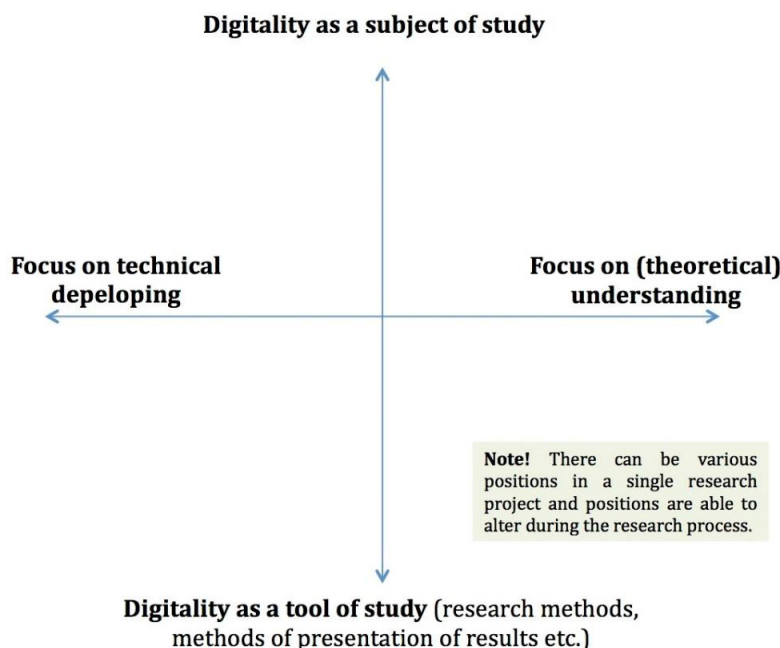 Digitality as a subject of study
Focus on technical
depeloping
Focus on (theoretical)
understanding
Note! There can be various
positions in a single research
project and positions are able to
alter during the research process.
Digitality as a tool of study (research methods,
methods of presentation of results etc.)